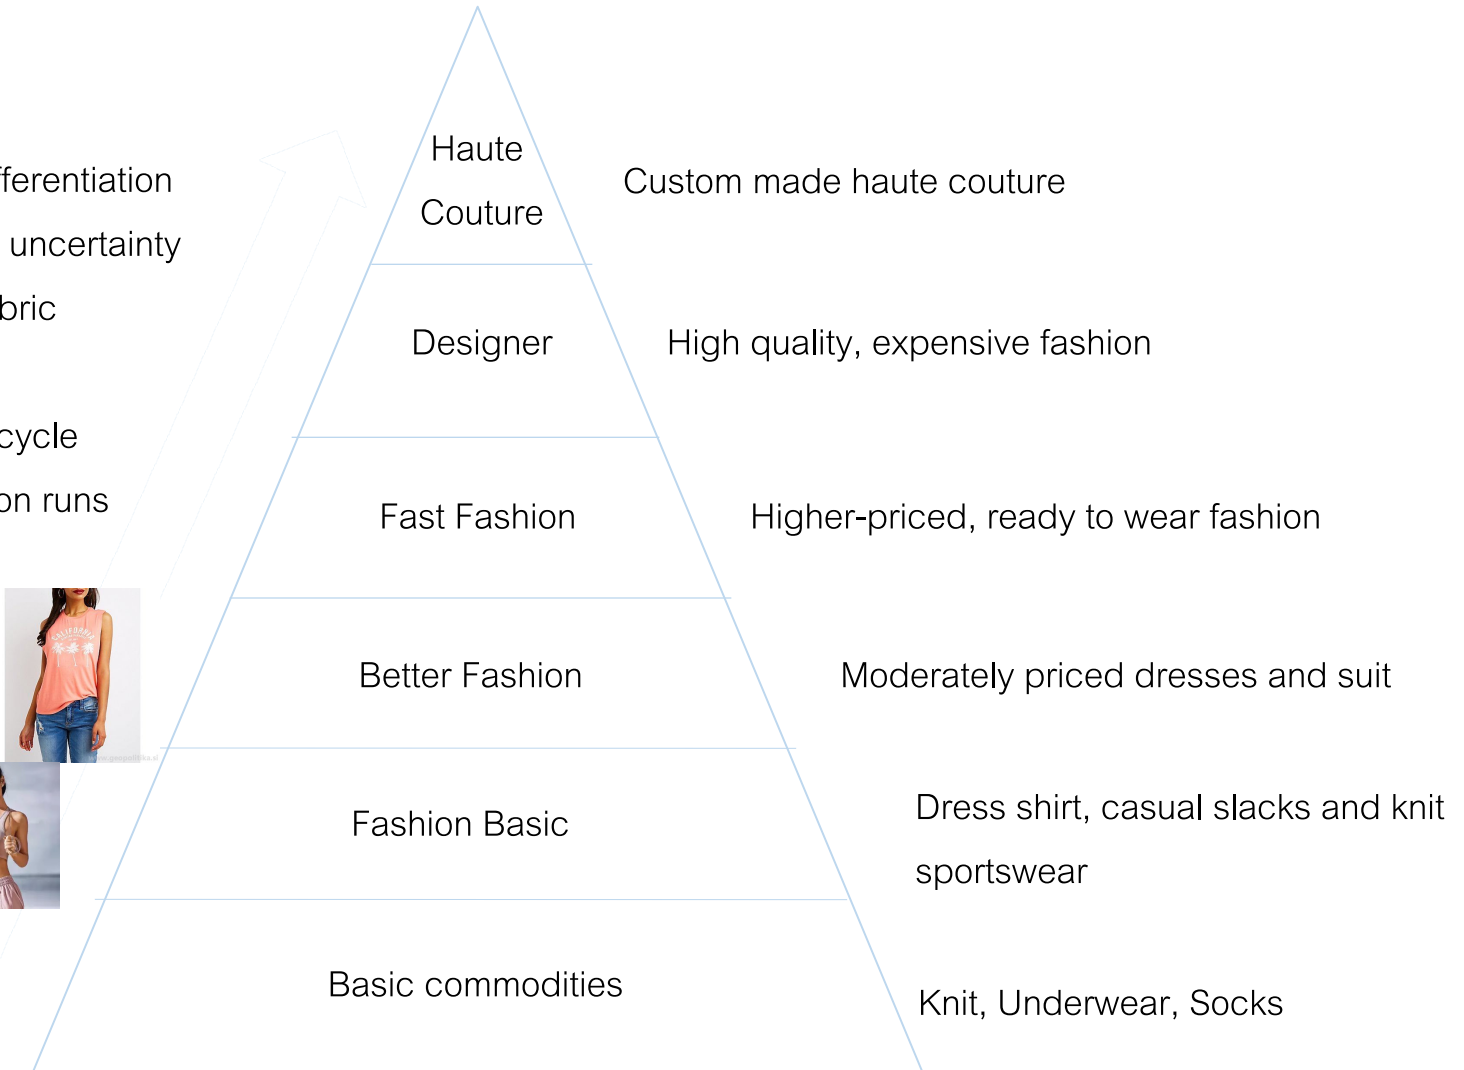 Haute
Couture
Custom made haute couture
fferentiation
uncertainty
bric
cycle
on runs
Designer
High quality, expensive fashion
Fast Fashion
Higher-priced, ready to wear fashion
CALIFORNIA
Better Fashion
Moderately priced dresses and suit
Fashion Basic
Dress shirt, casual slacks and knit
sportswear
Basic commodities
Knit, Underwear, Socks